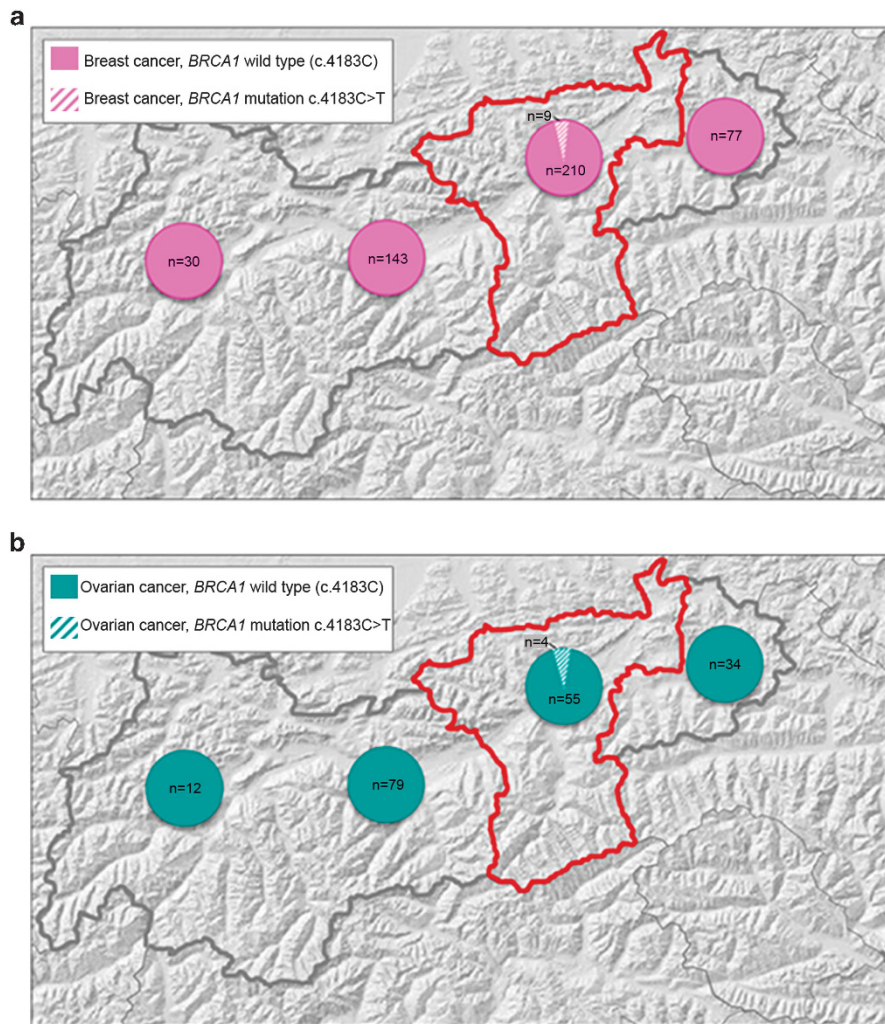 a
Breast cancer, BRCA1 wild type (c.4183C)
Breast cancer, BRCA1 mutation c.4183C>T
n=9
n=77
n=210
n=30
n=143
b
Ovarian cancer, BRCA1 wild type (c.4183C)
Ovarian cancer, BRCA1 mutation c.4183C>T
n=4
n=34
n=55
n=12
n=79